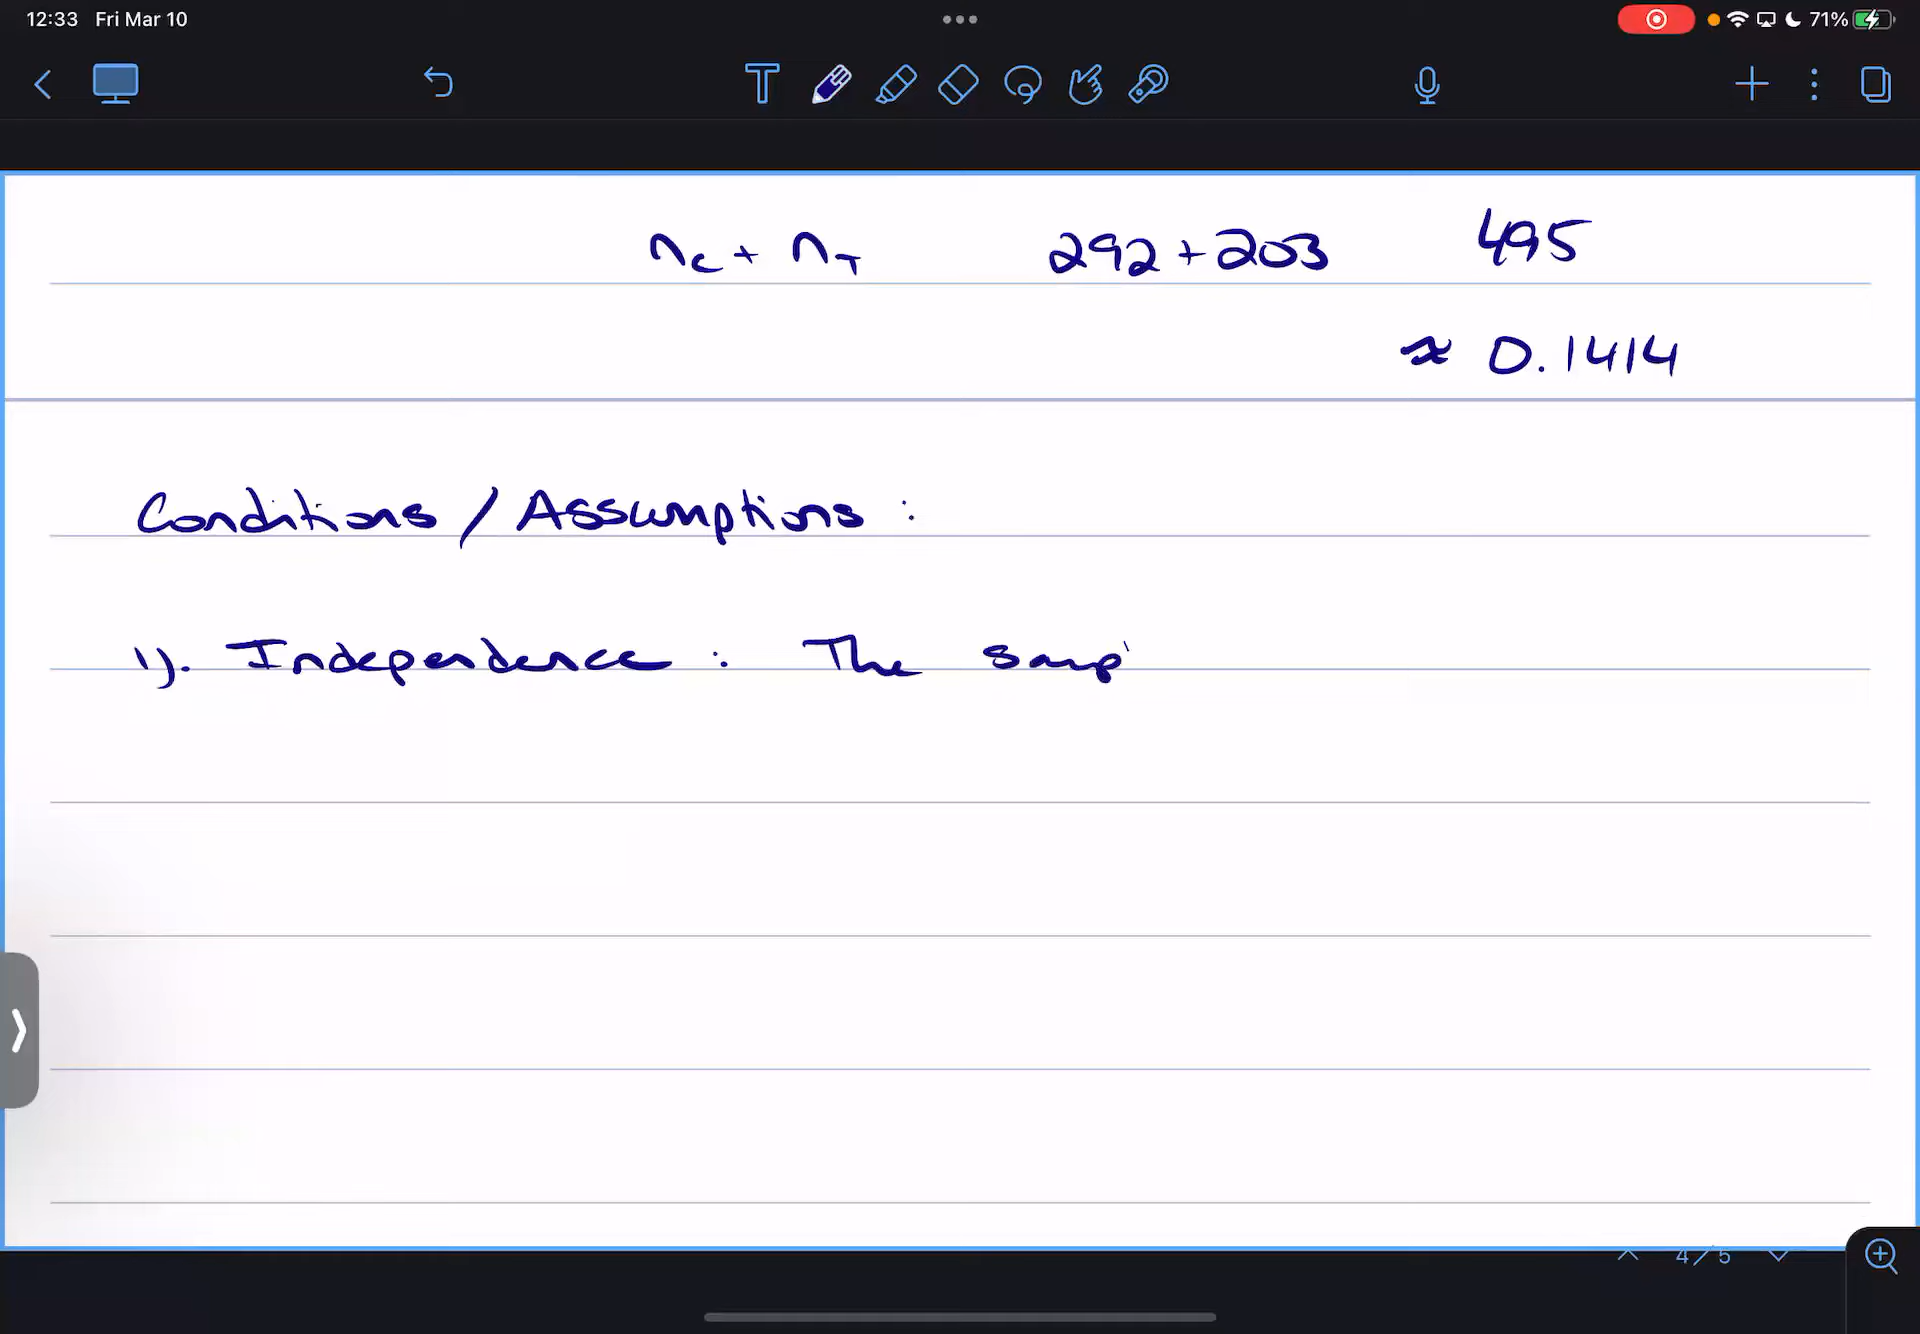 12:33 Fri Mar 10
71%
n_C + n_T 292+203 495
≈ 0.1414
Conditions / Assumptions :
1). Independence : The samp
4/5